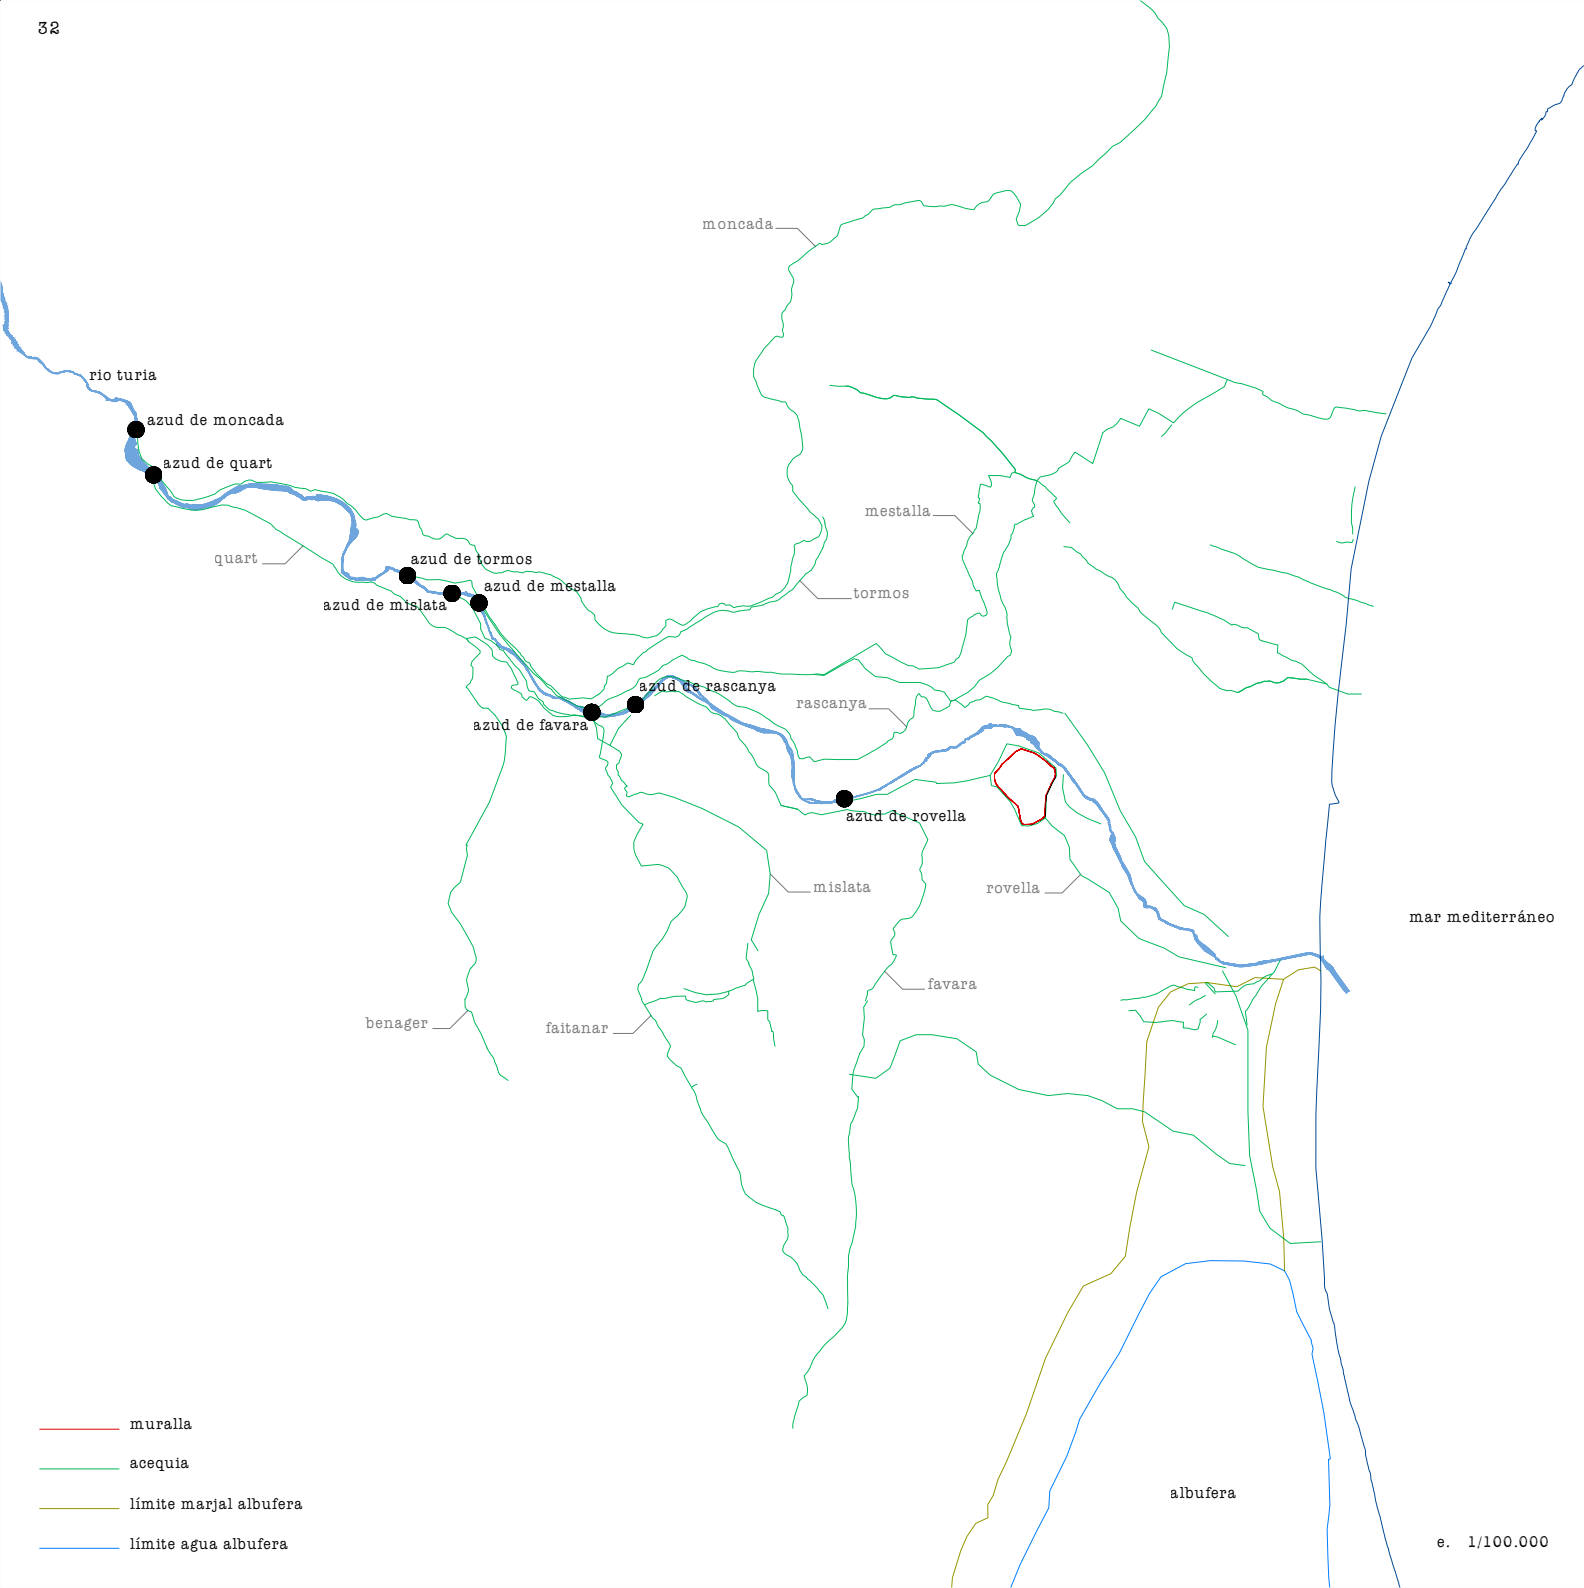 32
moncada
rio turia
azud de moncada
azud de quart
mestalla
quart
azud de tormos
azud de mestalla
azud de mislata
tormos
azud de rascanya
rascanya
azud de favara
azud de rovella
mislata
rovella
mar mediterráneo
favara
benager
faitanar
muralla
acequia
límite marjal albufera
límite agua albufera
albufera
e. 1/100.000